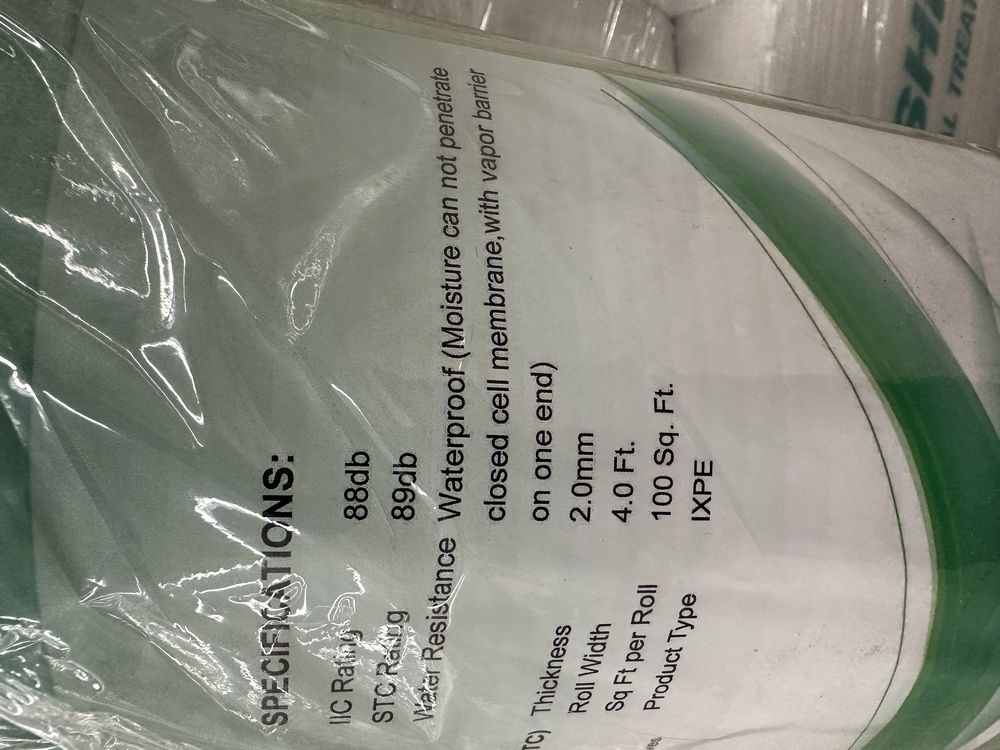 SPECIFICATIONS:
IIC Rating 88db
STC Rating 89db
Water Resistance Waterproof (Moisture can not penetrate
closed cell membrane,with vapor barrier
on one end)
TC) Thickness 2.0mm
Roll Width 4.0 Ft.
Sq Ft per Roll 100 Sq. Ft.
Product Type IXPE